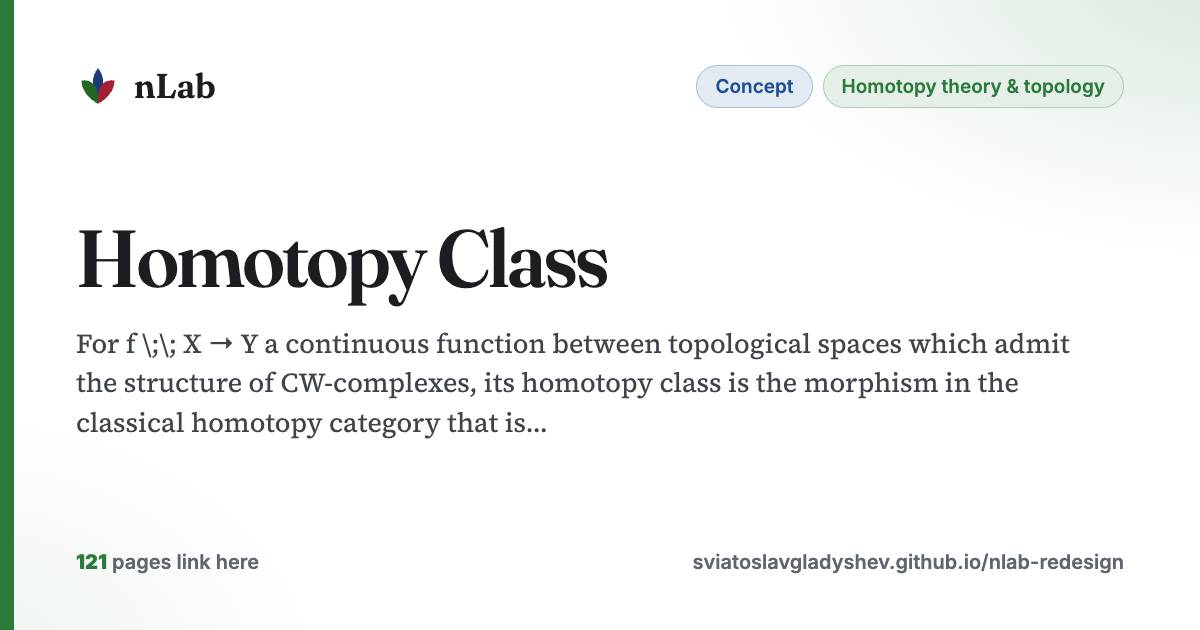 nLab
Concept
Homotopy theory & topology
Homotopy Class
For f \;\; X → Y a continuous function between topological spaces which admit
the structure of CW-complexes, its homotopy class is the morphism in the
classical homotopy category that is...
121 pages link here
sviatoslavgladyshev.github.io/nlab-redesign